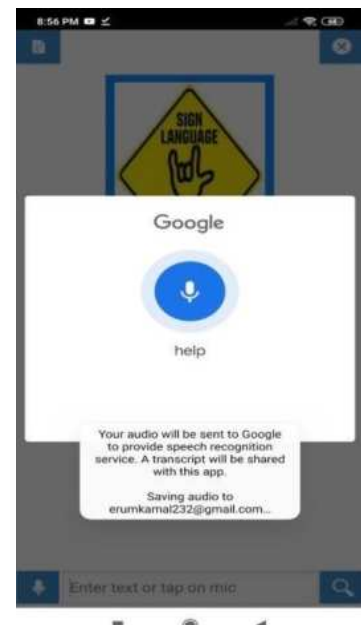 8:56 PM
SIGN
LANGUAGE
Google
help
Your audio will be sent to Google
to provide speech recognition
service. A transcript will be shared
with this app.
Saving audio to
erumkamal232@gmail.com...
Enter text or tap on mic